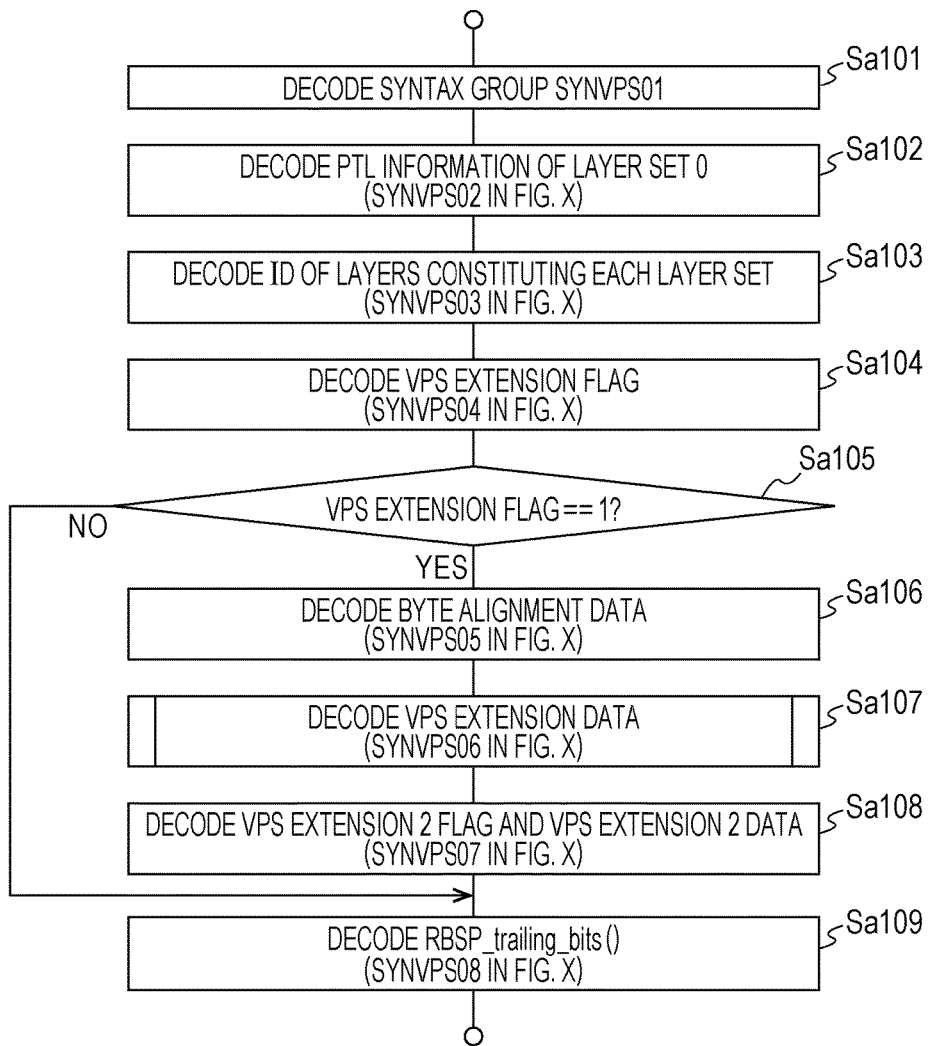 Sa101
DECODE SYNTAX GROUP SYNVPS01
Sa102
DECODE PTL INFORMATION OF LAYER SET 0
(SYNVPS02 IN FIG. X)
Sa103
DECODE ID OF LAYERS CONSTITUTING EACH LAYER SET
(SYNVPS03 IN FIG. X)
Sa104
DECODE VPS EXTENSION FLAG
(SYNVPS04 IN FIG. X)
Sa105
VPS EXTENSION FLAG == 1?
NO
YES
Sa106
DECODE BYTE ALIGNMENT DATA
(SYNVPS05 IN FIG. X)
Sa107
DECODE VPS EXTENSION DATA
(SYNVPS06 IN FIG. X)
Sa108
DECODE VPS EXTENSION 2 FLAG AND VPS EXTENSION 2 DATA
(SYNVPS07 IN FIG. X)
Sa109
DECODE RBSP_trailing_bits()
(SYNVPS08 IN FIG. X)